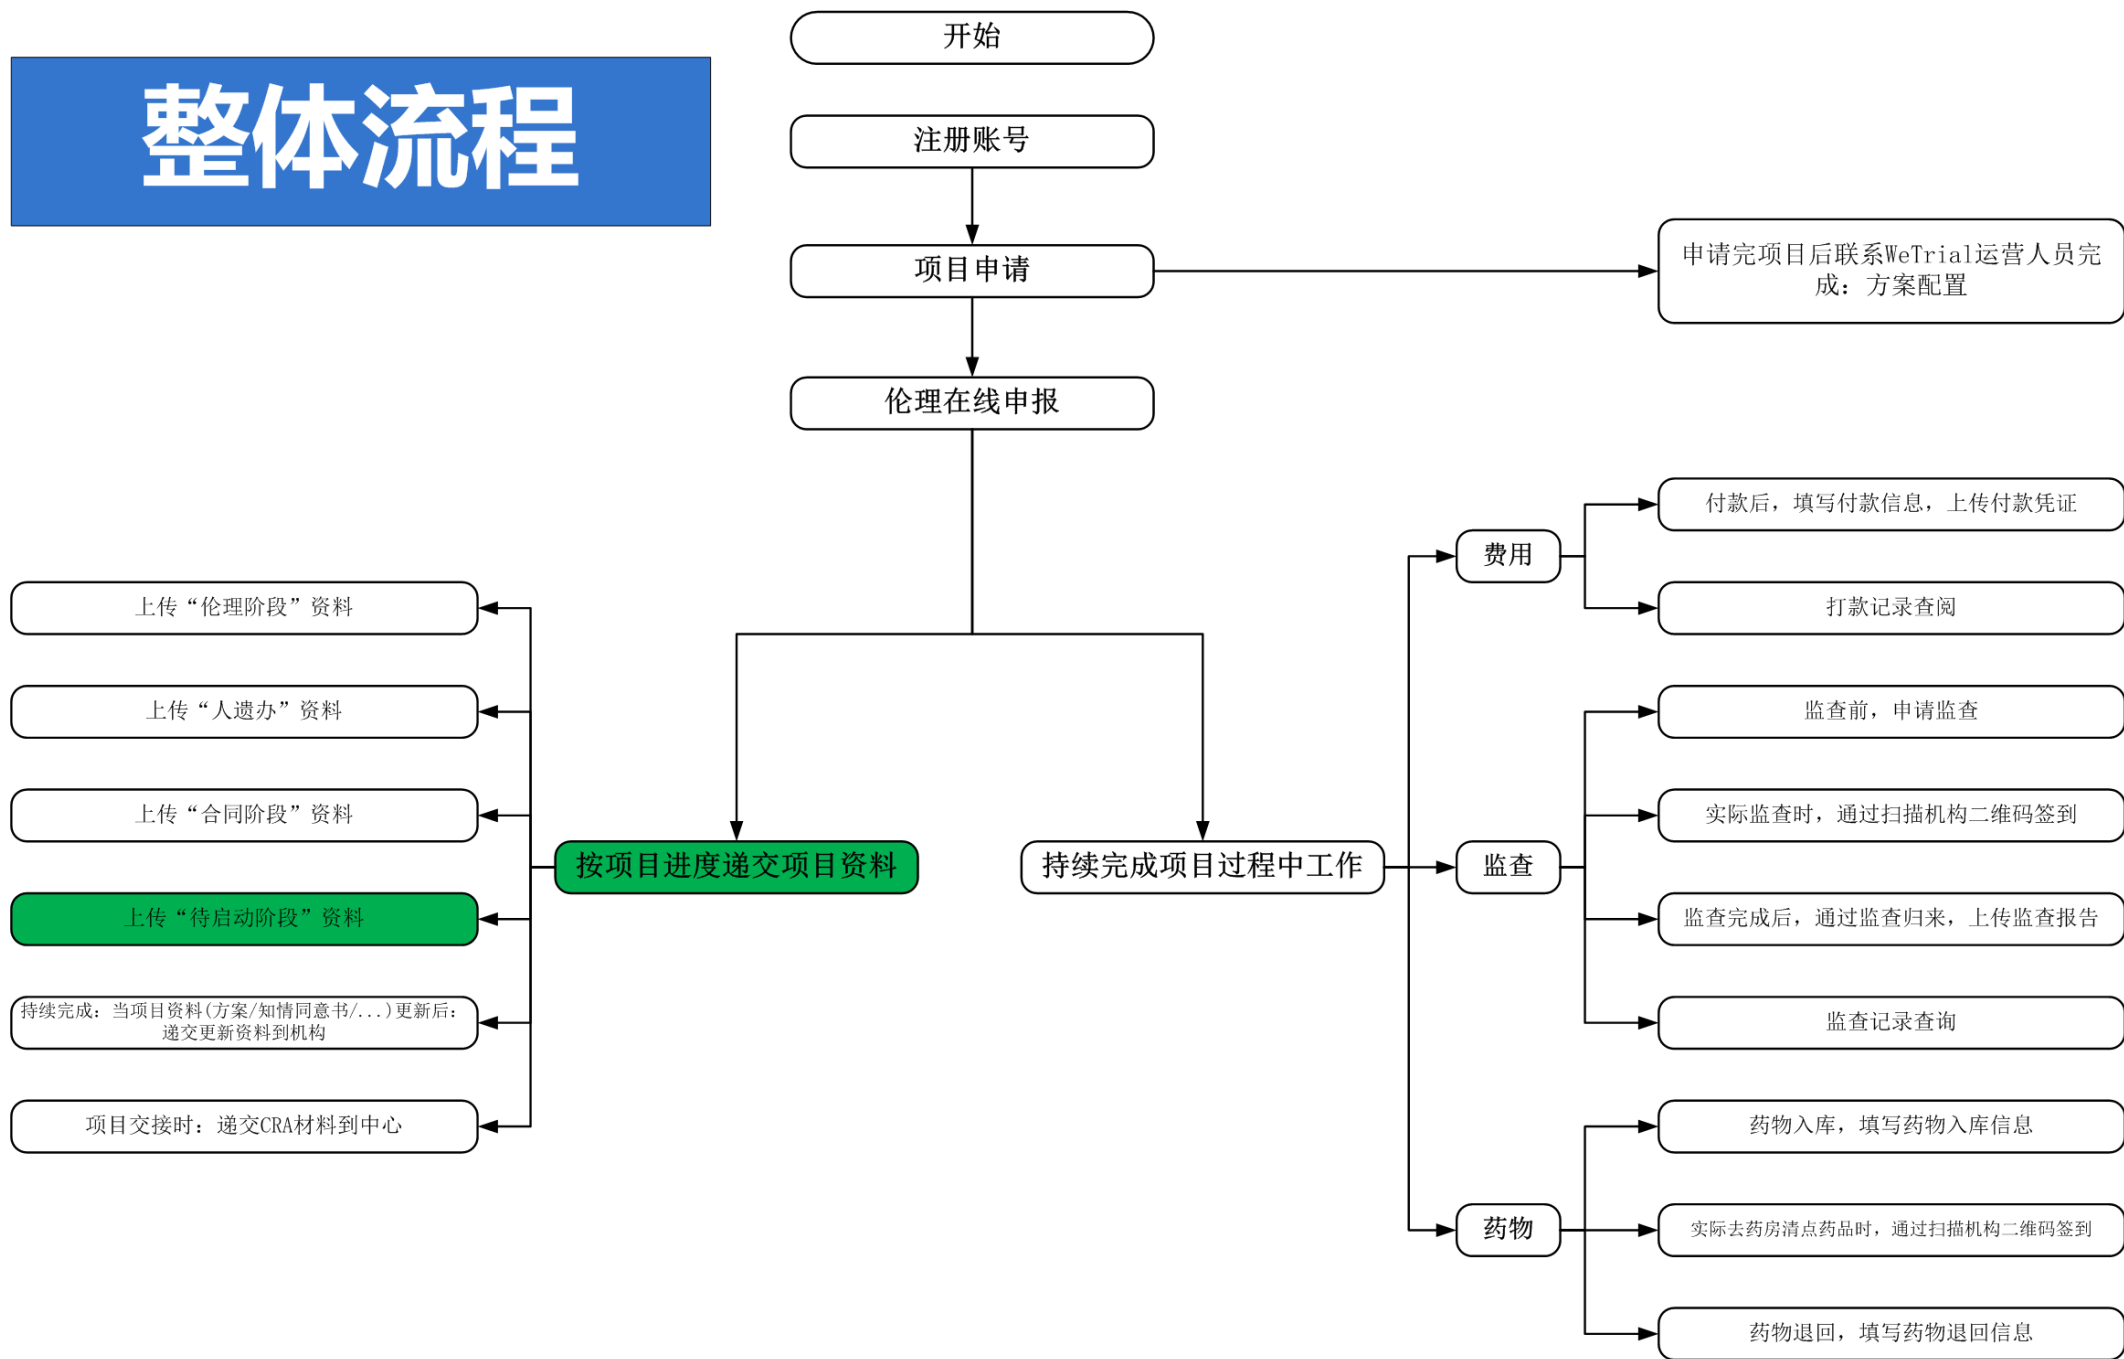 整体流程
开始
注册账号
项目申请
申请完项目后联系WeTrial运营人员完
成：方案配置
伦理在线申报
按项目进度递交项目资料
上传“伦理阶段”资料
上传“人遗办”资料
上传“合同阶段”资料
上传“待启动阶段”资料
持续完成：当项目资料(方案/知情同意书/...)更新后：
递交更新资料到机构
项目交接时：递交CRA材料到中心
持续完成项目过程中工作
费用
付款后，填写付款信息，上传付款凭证
打款记录查阅
监查
监查前，申请监查
实际监查时，通过扫描机构二维码签到
监查完成后，通过监查归来，上传监查报告
监查记录查询
药物
药物入库，填写药物入库信息
实际去药房清点药品时，通过扫描机构二维码签到
药物退回，填写药物退回信息